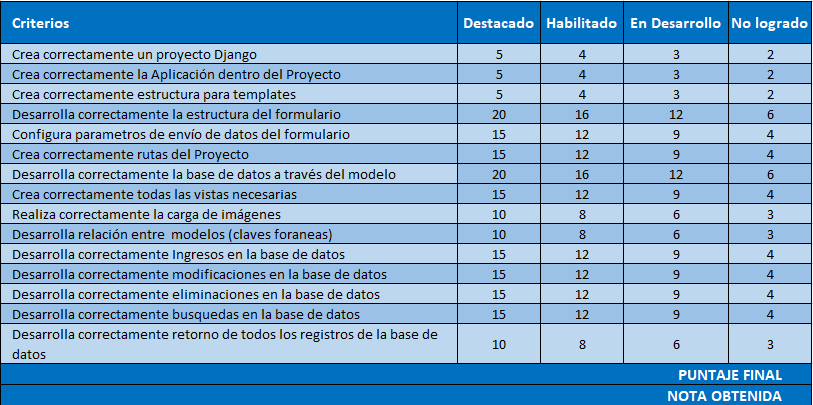 Criterios Destacado Habilitado En Desarrollo No logrado
Crea correctamente un proyecto Django 5 4 3 2
Crea correctamente la Aplicación dentro del Proyecto 5 4 3 2
Crea correctamente estructura para templates 5 4 3 2
Desarrolla correctamente la estructura del formulario 20 16 12 6
Configura parametros de envío de datos del formulario 15 12 9 4
Crea correctamente rutas del Proyecto 15 12 9 4
Desarrolla correctamente la base de datos a través del modelo 20 16 12 6
Crea correctamente todas las vistas necesarias 15 12 9 4
Realiza correctamente la carga de imágenes 10 8 6 3
Desarrolla relación entre modelos (claves foraneas) 10 8 6 3
Desarrolla correctamente Ingresos en la base de datos 15 12 9 4
Desarrolla correctamente modificaciones en la base de datos 15 12 9 4
Desarrolla correctamente eliminaciones en la base de datos 15 12 9 4
Desarrolla correctamente busquedas en la base de datos 15 12 9 4
Desarrolla correctamente retorno de todos los registros de la base de
datos 10 8 6 3
PUNTAJE FINAL
NOTA OBTENIDA